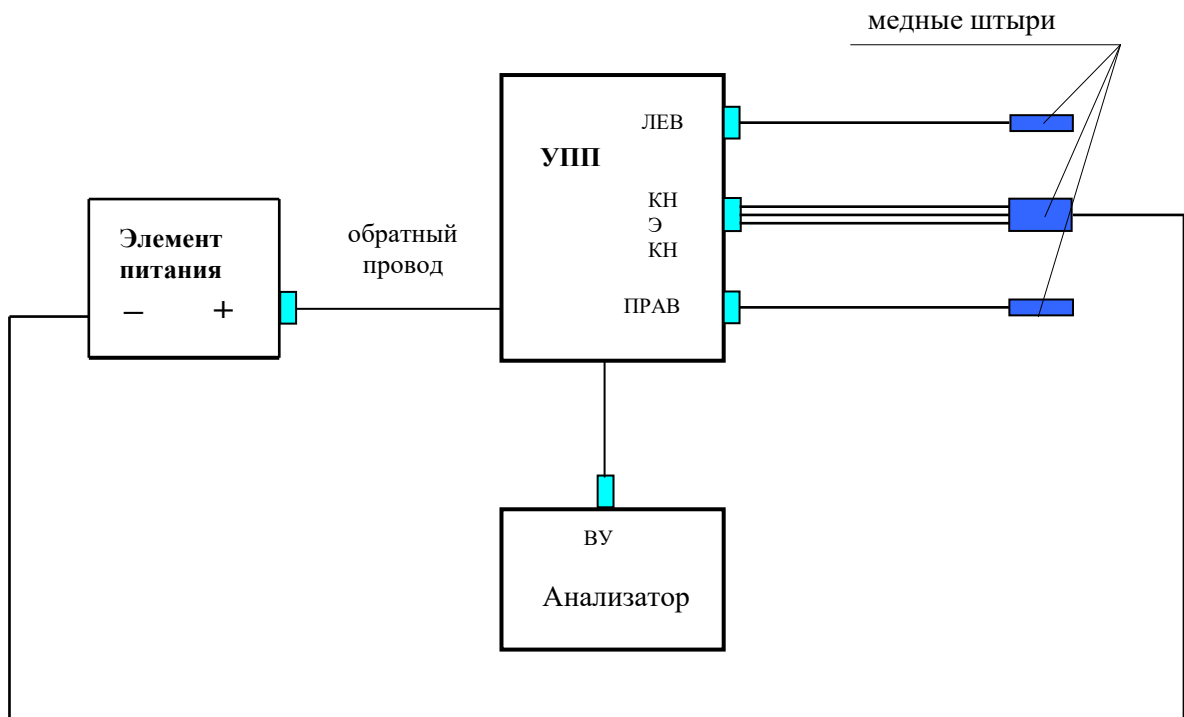 медные штыри
ЛЕВ
УПП
КН
Э
КН
обратный
провод
Элемент
питания
– +
ПРАВ
ВУ
Анализатор